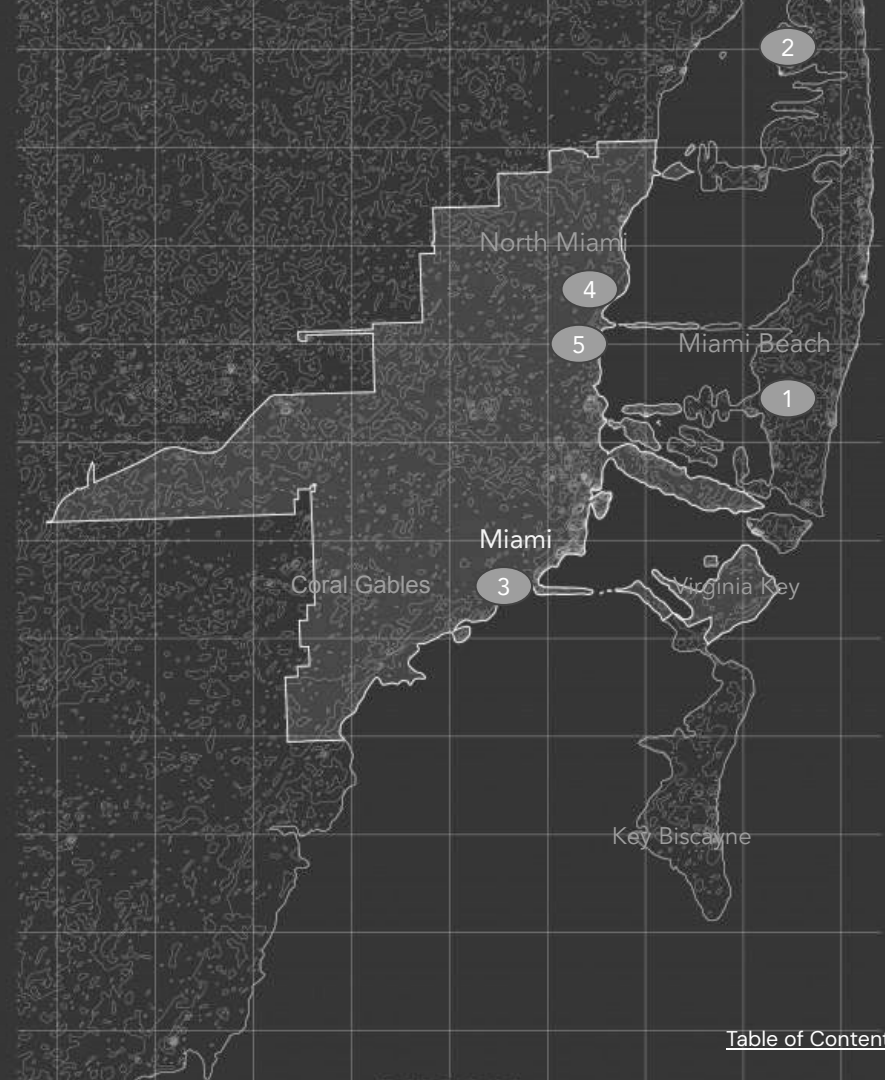 2
North Miami
4
5
Miami Beach
1
Miami
Coral Gables
3
Virginia Key
Key Biscayne
Table of Content